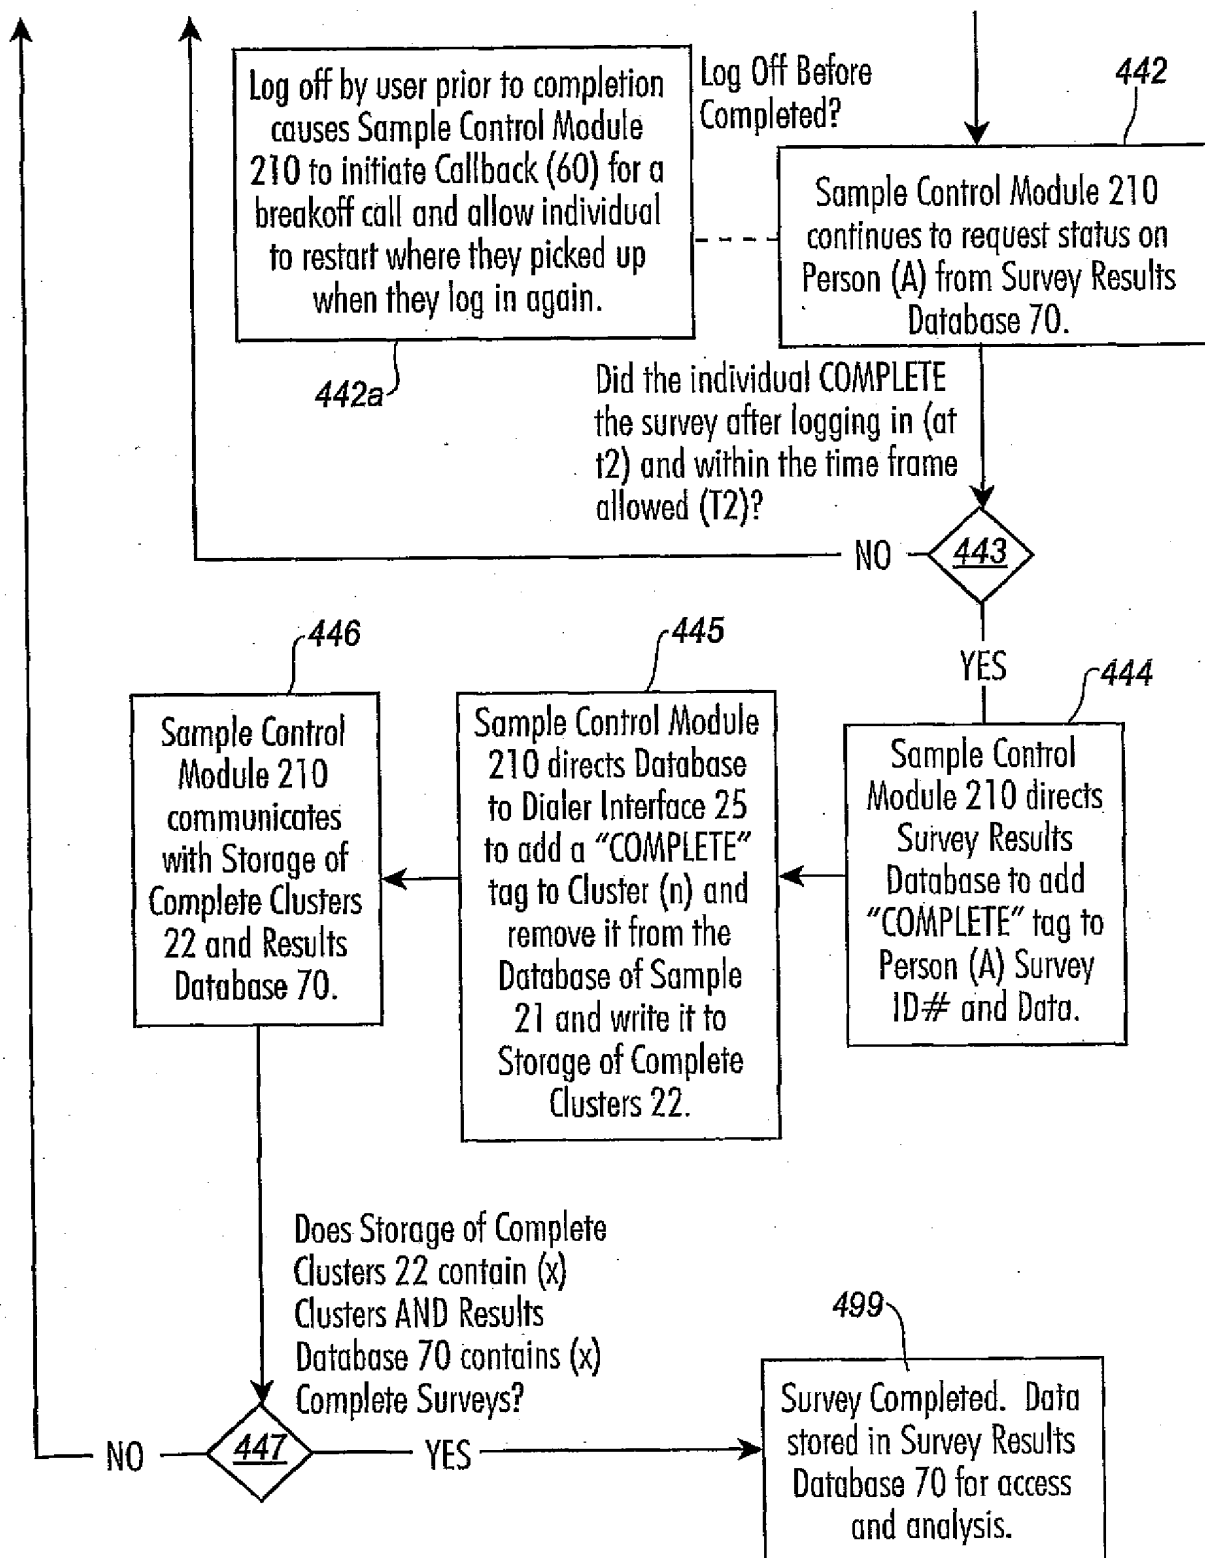 Log off by user prior to completion
causes Sample Control Module
210 to initiate Callback (60) for a
breakoff call and allow individual
to restart where they picked up
when they log in again.
442a
Log Off Before
Completed?
442
Sample Control Module 210
continues to request status on
Person (A) from Survey Results
Database 70.
Did the individual COMPLETE
the survey after logging in (at
t2) and within the time frame
allowed (T2)?
NO
443
YES
444
Sample Control
Module 210 directs
Survey Results
Database to add
“COMPLETE” tag to
Person (A) Survey
ID# and Data.
445
Sample Control Module
210 directs Database
to Dialer Interface 25
to add a “COMPLETE”
tag to Cluster (n) and
remove it from the
Database of Sample
21 and write it to
Storage of Complete
Clusters 22.
446
Sample Control
Module 210
communicates
with Storage of
Complete Clusters
22 and Results
Database 70.
Does Storage of Complete
Clusters 22 contain (x)
Clusters AND Results
Database 70 contains (x)
Complete Surveys?
NO
447
YES
499
Survey Completed. Data
stored in Survey Results
Database 70 for access
and analysis.